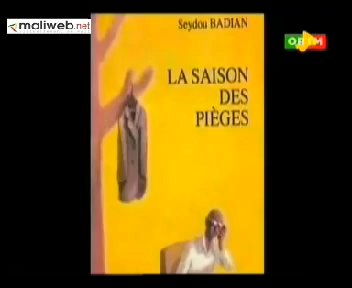 maliweb.net
Seydou BADIAN
ORTM
LA SAISON
DES
PIÈGES